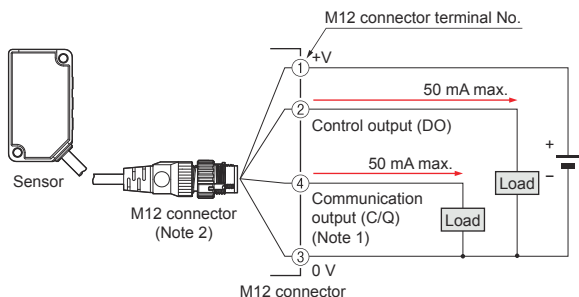 M12 connector terminal No.
1
+V
50 mA max.
2
Control output (DO)
50 mA max.
+
−
Load
4
Communication
output (C/Q)
(Note 1)
Load
Sensor
M12 connector
(Note 2)
3
0 V
M12 connector